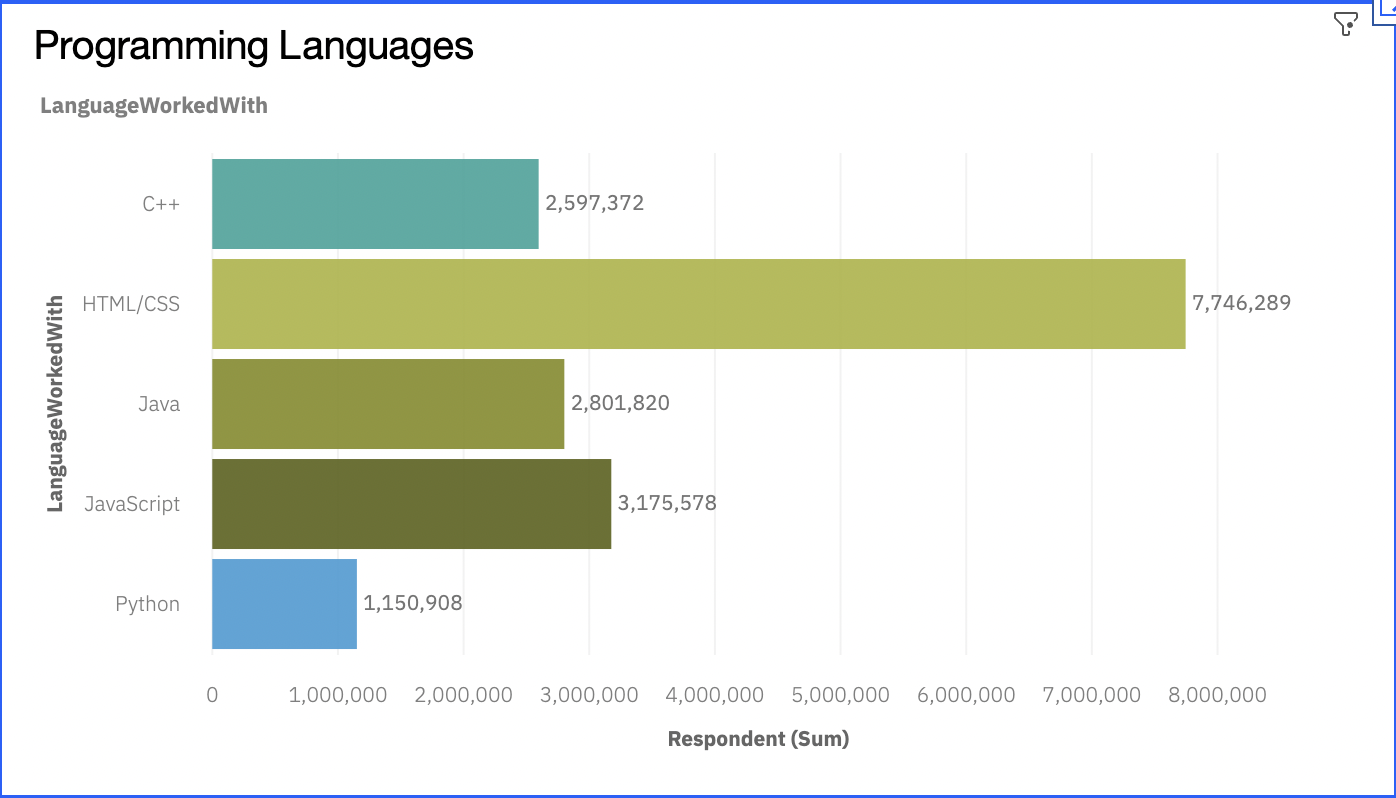 Programming Languages
LanguageWorkedWith
LanguageWorkedWith
C++ 2,597,372
HTML/CSS 7,746,289
Java 2,801,820
JavaScript 3,175,578
Python 1,150,908
0 1,000,000 2,000,000 3,000,000 4,000,000 5,000,000 6,000,000 7,000,000 8,000,000
Respondent (Sum)